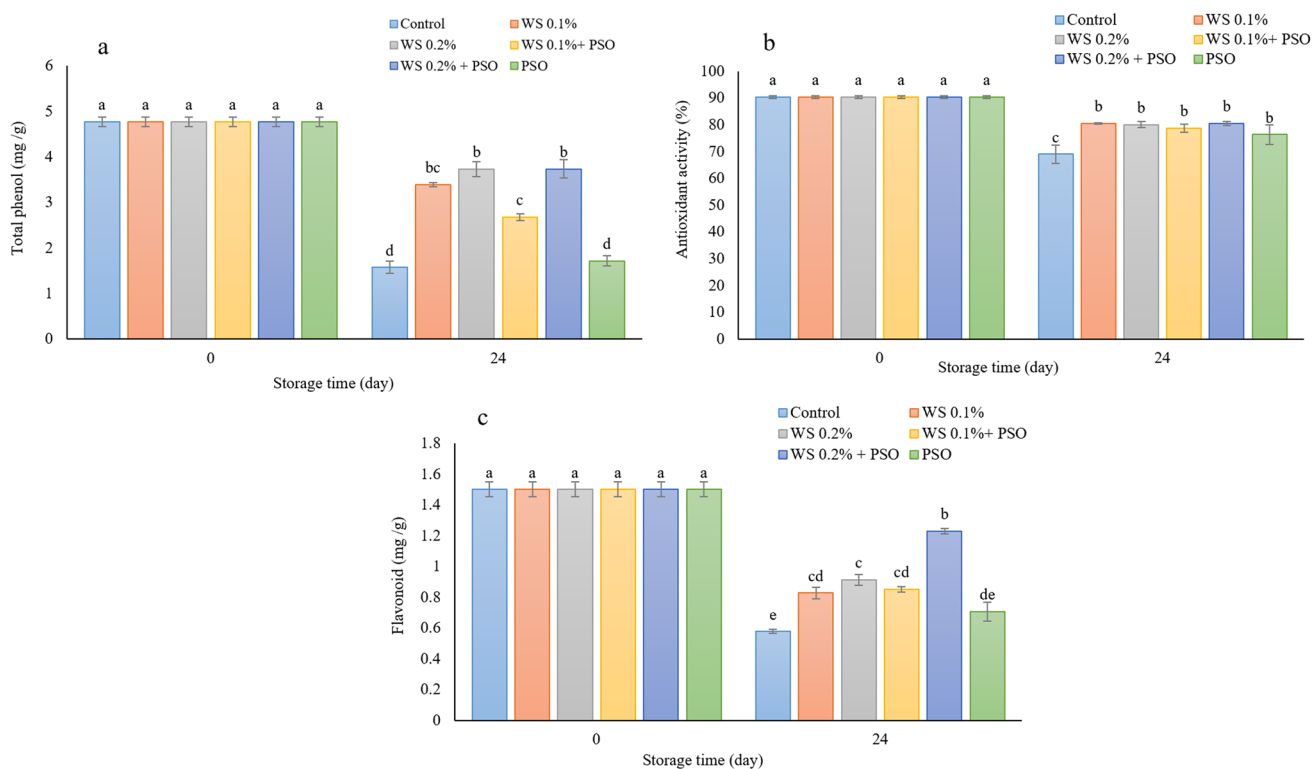 a
Control WS 0.1%
WS 0.2% WS 0.1%+ PSO
WS 0.2% + PSO PSO
Total phenol (mg /g)
6
5
4
3
2
1
0
a a a a a a
d bc b c b d
0 24
Storage time (day)
b
Control WS 0.1%
WS 0.2% WS 0.1%+ PSO
WS 0.2% + PSO PSO
Antioxidant activity (%)
100
90
80
70
60
50
40
30
20
10
0
a a a a a a
c b b b b b
0 24
Storage time (day)
c
Control WS 0.1%
WS 0.2% WS 0.1%+ PSO
WS 0.2% + PSO PSO
Flavonoid (mg /g)
1.8
1.6
1.4
1.2
1
0.8
0.6
0.4
0.2
0
a a a a a a
e cd c cd b de
0 24
Storage time (day)